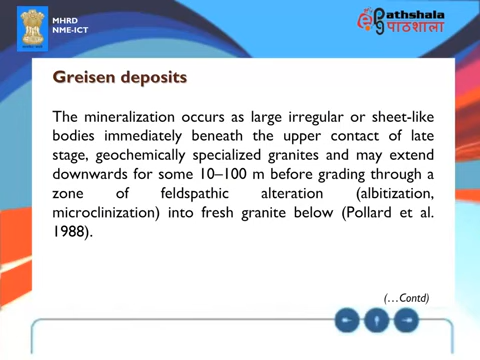 MHRD
NME-ICT
epathshala
पाठशाला
Greisen deposits
The mineralization occurs as large irregular or sheet-like
bodies immediately beneath the upper contact of late
stage, geochemically specialized granites and may extend
downwards for some 10–100 m before grading through a
zone of feldspathic alteration (albitization,
microclinization) into fresh granite below (Pollard et al.
1988).
(…Contd)